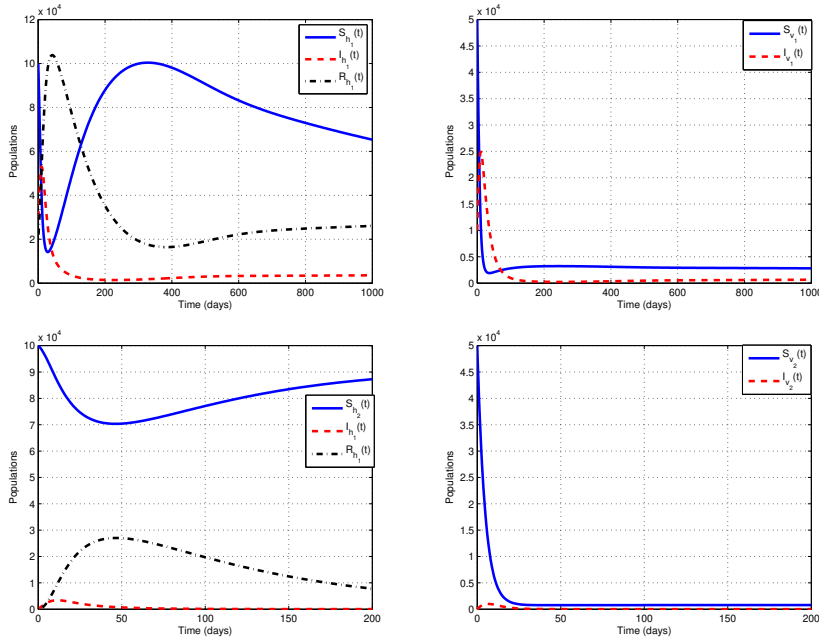 x 10^4
S_{h_1}(t)
I_{h_1}(t)
R_{h_1}(t)
12
10
8
6
4
2
0
Populations
0 200 400 600 800 1000
Time (days)
x 10^4
S_{v_1}(t)
I_{v_1}(t)
5
4.5
4
3.5
3
2.5
2
1.5
1
0.5
0
Populations
0 200 400 600 800 1000
Time (days)
x 10^4
S_{h_2}(t)
I_{h_1}(t)
R_{h_1}(t)
10
9
8
7
6
5
4
3
2
1
0
Populations
0 50 100 150 200
Time (days)
x 10^4
S_{v_2}(t)
I_{v_2}(t)
5
4.5
4
3.5
3
2.5
2
1.5
1
0.5
0
Populations
0 50 100 150 200
Time (days)